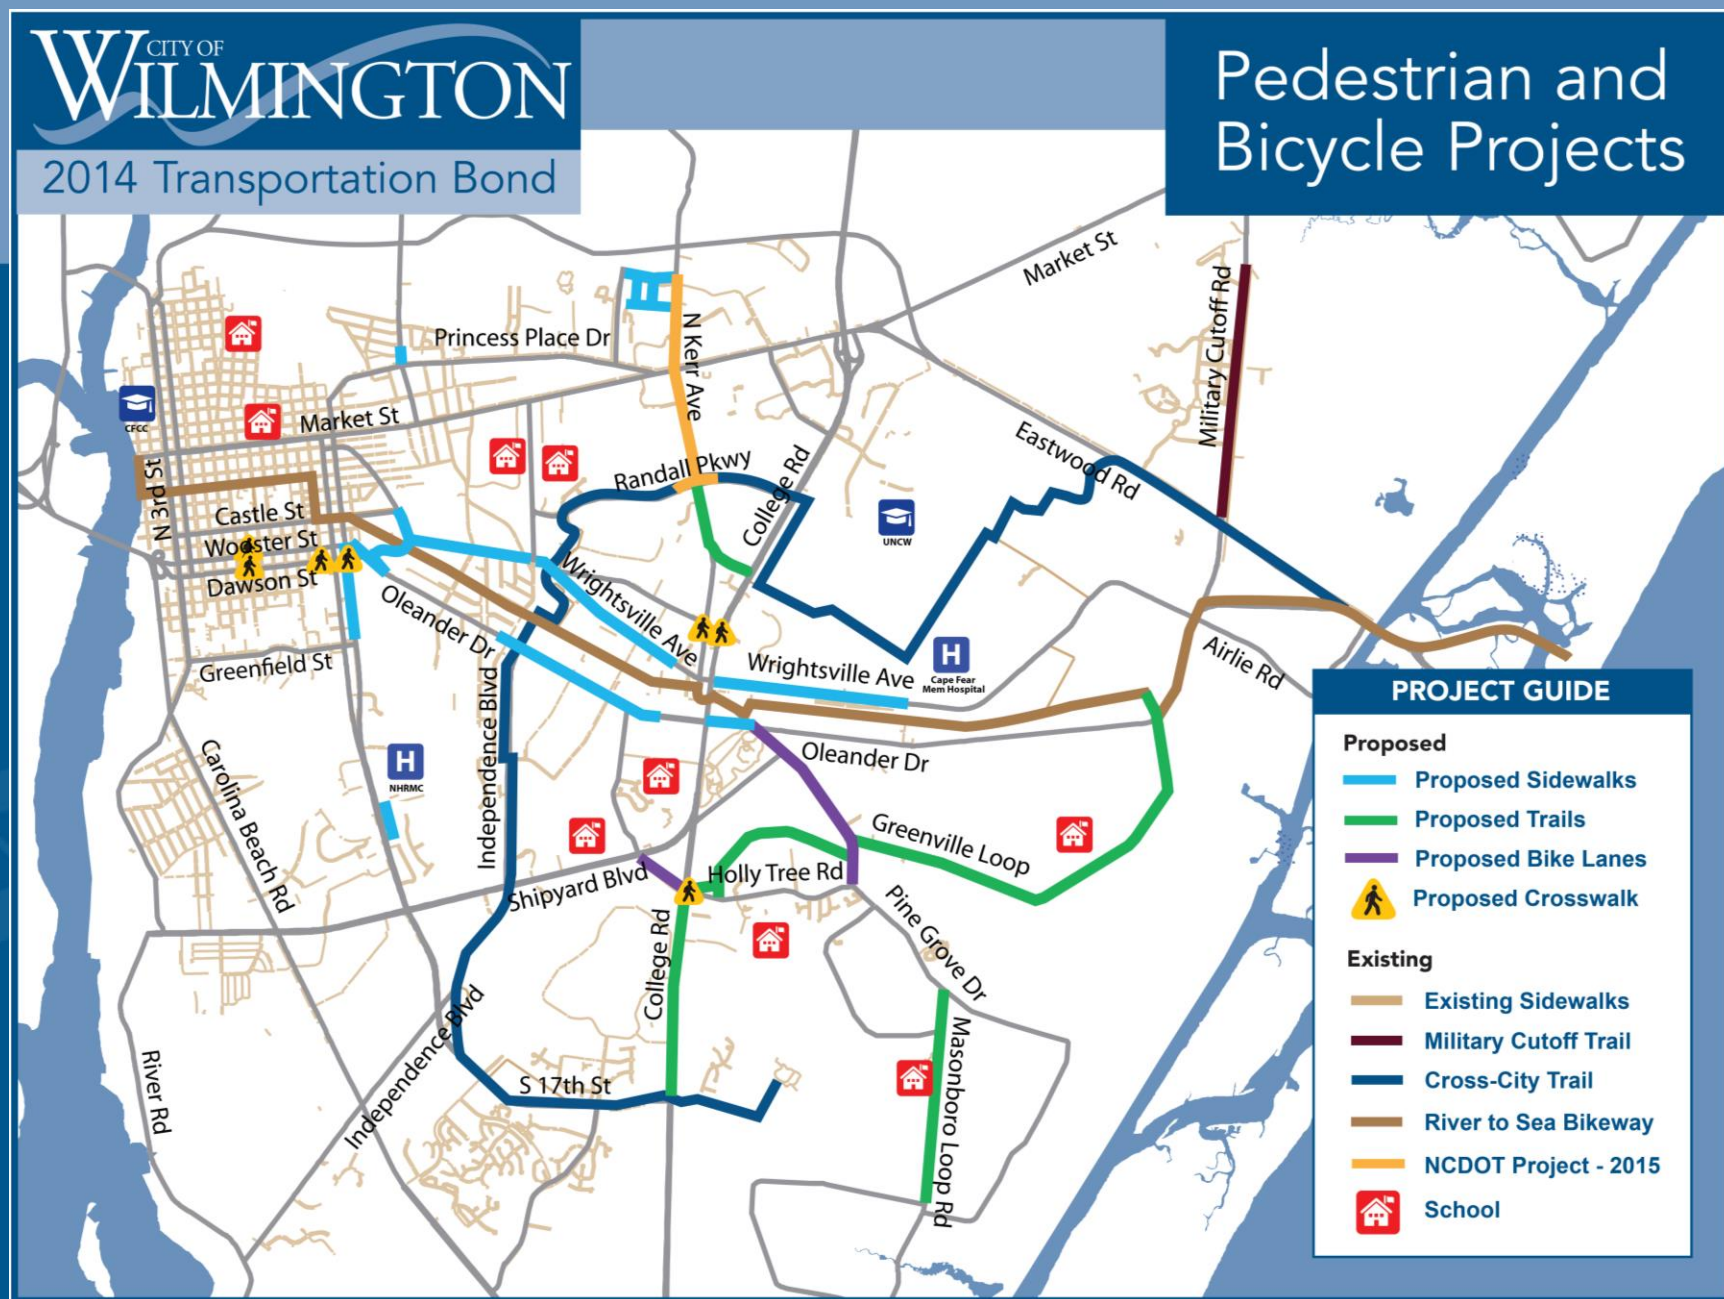 CITY OF
WILMINGTON
2014 Transportation Bond
Pedestrian and
Bicycle Projects
Market St
Military Cutoff Rd
Princess Place Dr
N Kerr Ave
CFCC
Market St
Eastwood Rd
Randall Pkwy
College Rd
N 3rd St
Castle St
Wooster St
Dawson St
UNCW
Wrightsville Ave
Oleander Dr
Greenfield St
Wrightsville Ave
Cape Fear
Mem Hospital
H
Airlie Rd
Independence Blvd
Carolina Beach Rd
H
NHRMC
Oleander Dr
Greenville Loop
Shipyard Blvd
Holly Tree Rd
Pine Grove Dr
College Rd
Independence Blvd
S 17th St
River Rd
Masonboro Loop Rd
PROJECT GUIDE
Proposed
Proposed Sidewalks
Proposed Trails
Proposed Bike Lanes
Proposed Crosswalk
Existing
Existing Sidewalks
Military Cutoff Trail
Cross-City Trail
River to Sea Bikeway
NCDOT Project - 2015
School